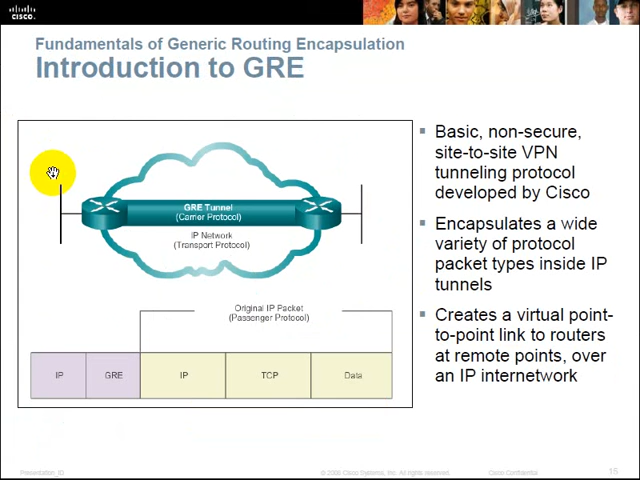 CISCO
Fundamentals of Generic Routing Encapsulation
Introduction to GRE
GRE Tunnel
(Carrier Protocol)
IP Network
(Transport Protocol)
Original IP Packet
(Passenger Protocol)
IP GRE IP TCP Data
Basic, non-secure,
site-to-site VPN
tunneling protocol
developed by Cisco
Encapsulates a wide
variety of protocol
packet types inside IP
tunnels
Creates a virtual point-
to-point link to routers
at remote points, over
an IP internetwork
Presentation_ID
© 2008 Cisco Systems, Inc. All rights reserved.
Cisco Confidential